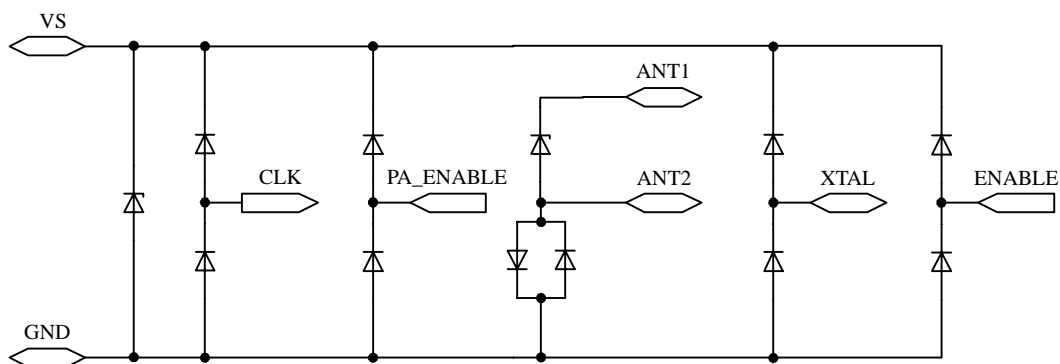 VS
ANT1
CLK
PA_ENABLE
ANT2
XTAL
ENABLE
GND